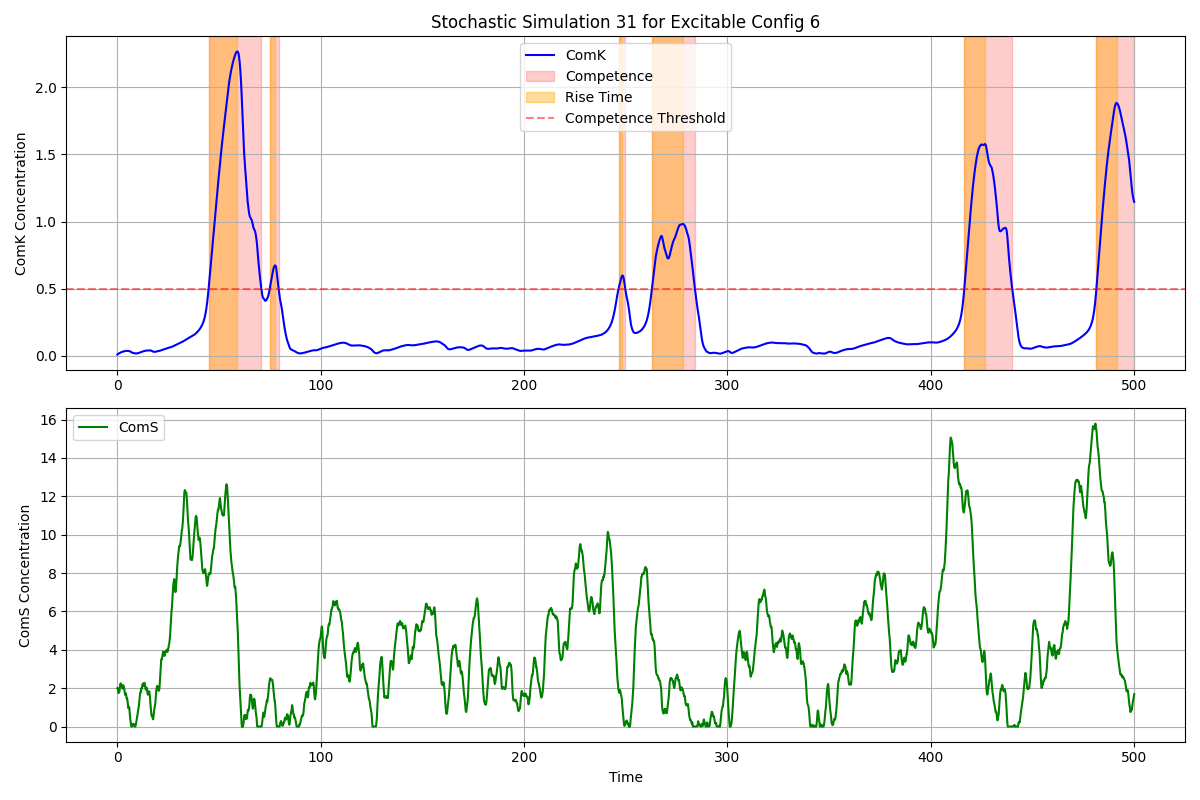 Stochastic Simulation 31 for Excitable Config 6
ComK Concentration
2.0
1.5
1.0
0.5
0.0
ComK
Competence
Rise Time
Competence Threshold
0 100 200 300 400 500
ComS Concentration
16
14
12
10
8
6
4
2
0
ComS
0 100 200 300 400 500
Time